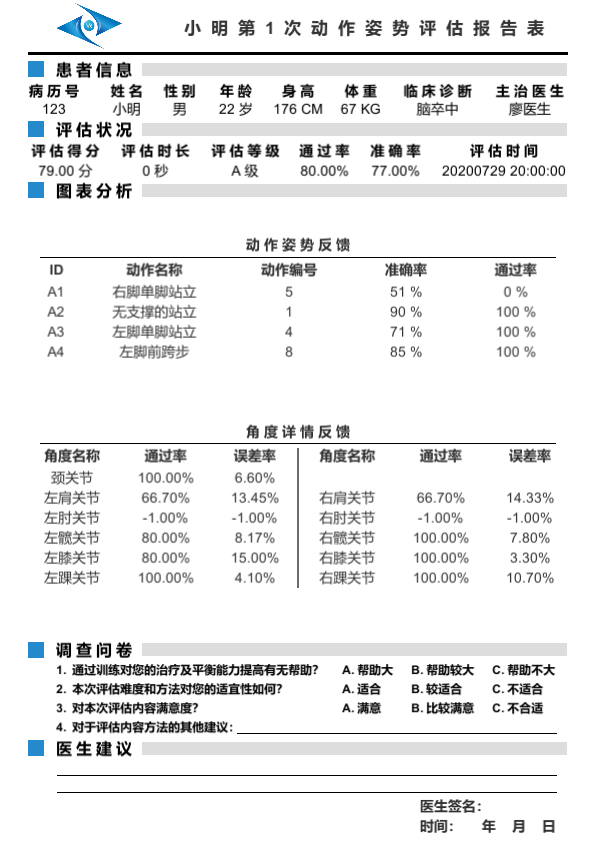 小明第1次动作姿势评估报告表
患者信息
病历号 姓名 性别 年龄 身高 体重 临床诊断 主治医生
123 小明 男 22 岁 176 CM 67 KG 脑卒中 廖医生
评估状况
评估得分 评估时长 评估等级 通过率 准确率 评估时间
79.00 分 0 秒 A 级 80.00% 77.00% 20200729 20:00:00
图表分析
动作姿势反馈
ID 动作名称 动作编号 准确率 通过率
A1 右脚单脚站立 5 51 % 0 %
A2 无支撑的站立 1 90 % 100 %
A3 左脚单脚站立 4 71 % 100 %
A4 左脚前跨步 8 85 % 100 %
角度详情反馈
角度名称 通过率 误差率 角度名称 通过率 误差率
颈关节 100.00% 6.60%
左肩关节 66.70% 13.45% 右肩关节 66.70% 14.33%
左肘关节 -1.00% -1.00% 右肘关节 -1.00% -1.00%
左髋关节 80.00% 8.17% 右髋关节 100.00% 7.80%
左膝关节 80.00% 15.00% 右膝关节 100.00% 3.30%
左踝关节 100.00% 4.10% 右踝关节 100.00% 10.70%
调查问卷
1. 通过训练对您的治疗及平衡能力提高有无帮助? A. 帮助大 B. 帮助较大 C. 帮助不大
2. 本次评估难度和方法对您的适宜性如何? A. 适合 B. 较适合 C. 不适合
3. 对本次评估内容满意度? A. 满意 B. 比较满意 C. 不合适
4. 对于评估内容方法的其他建议:
医生建议
医生签名:
时间: 年 月 日